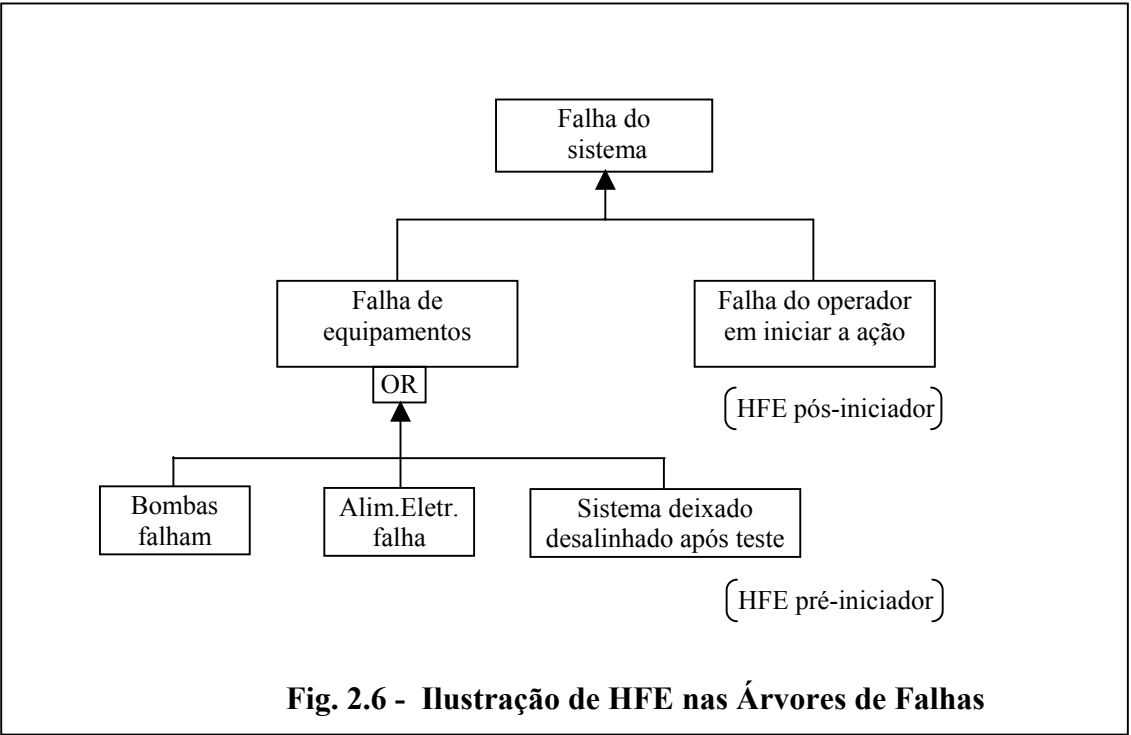 Falha do
sistema
Falha de
equipamentos
Falha do operador
em iniciar a ação
OR
(HFE pós-iniciador)
Bombas
falham
Alim.Eletr.
falha
Sistema deixado
desalinhado após teste
(HFE pré-iniciador)
Fig. 2.6 - Ilustração de HFE nas Árvores de Falhas